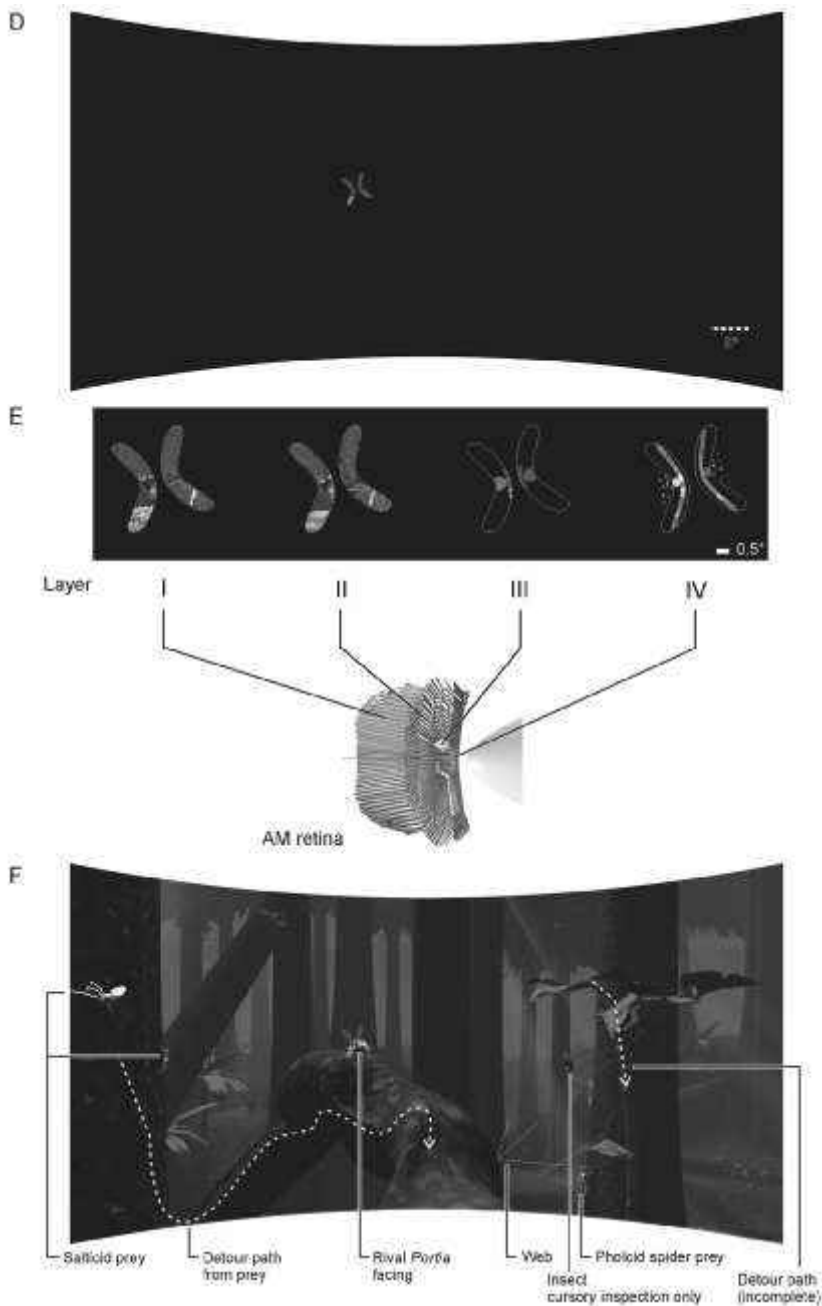 D
E
0.5°
Layer I II III IV
AM retina
F
Salticid prey
Detour path
from prey
Rival Portia
facing
Web
Insect
cursory inspection only
Pholcid spider prey
Detour path
(incomplete)